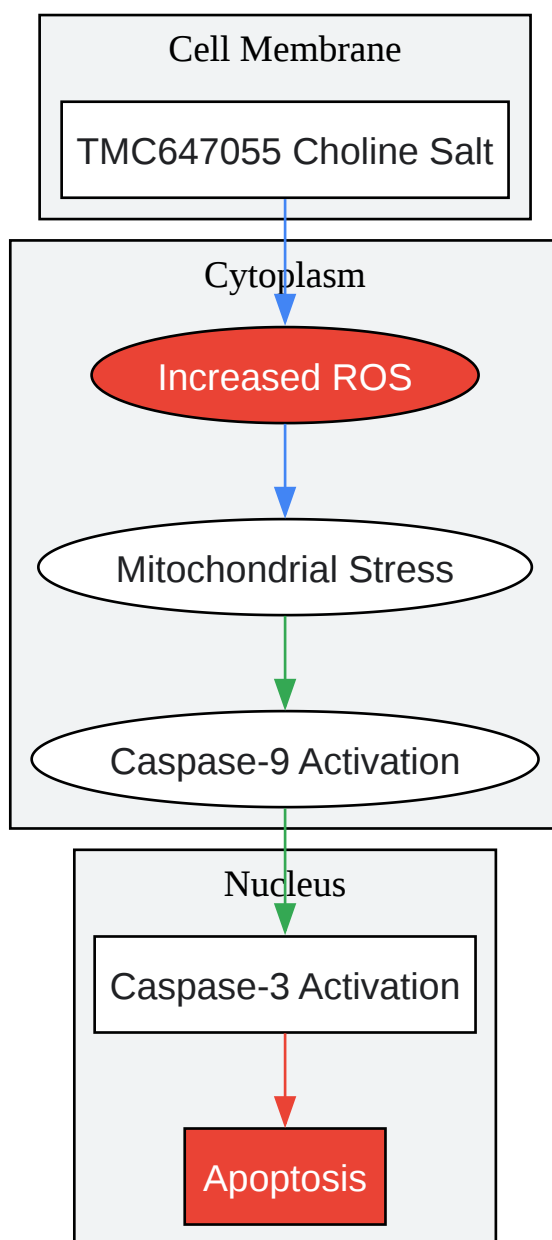 Cell Membrane
TMC647055 Choline Salt
Cytoplasm
Increased ROS
Mitochondrial Stress
Caspase-9 Activation
Nucleus
Caspase-3 Activation
Apoptosis